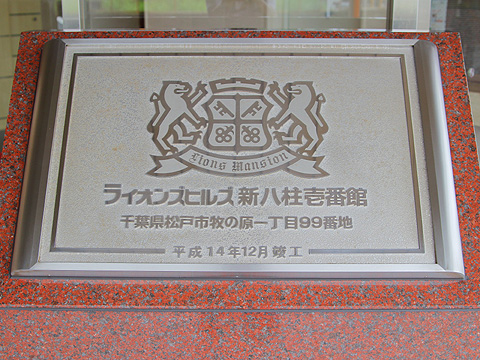 Lions Mansion
ライオンズヒルズ新八柱壱番館
千葉県松戸市牧の原一丁目99番地
平成14年12月竣工